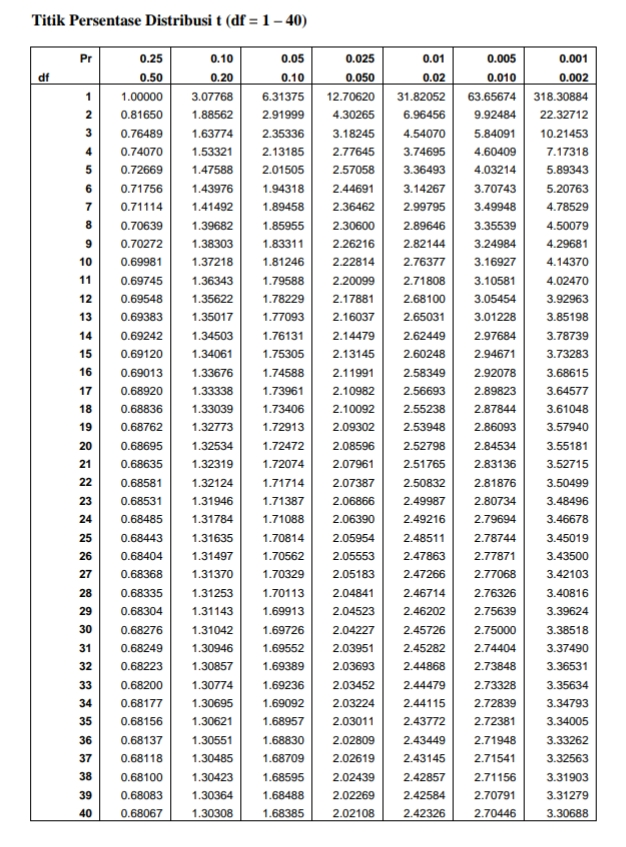 Titik Persentase Distribusi t (df = 1 – 40)
Pr 0.25 0.10 0.05 0.025 0.01 0.005 0.001
df 0.50 0.20 0.10 0.050 0.02 0.010 0.002
1 1.00000 3.07768 6.31375 12.70620 31.82052 63.65674 318.30884
2 0.81650 1.88562 2.91999 4.30265 6.96456 9.92484 22.32712
3 0.76489 1.63774 2.35336 3.18245 4.54070 5.84091 10.21453
4 0.74070 1.53321 2.13185 2.77645 3.74695 4.60409 7.17318
5 0.72669 1.47588 2.01505 2.57058 3.36493 4.03214 5.89343
6 0.71756 1.43976 1.94318 2.44691 3.14267 3.70743 5.20763
7 0.71114 1.41492 1.89458 2.36462 2.99795 3.49948 4.78529
8 0.70639 1.39682 1.85955 2.30600 2.89646 3.35539 4.50079
9 0.70272 1.38303 1.83311 2.26216 2.82144 3.24984 4.29681
10 0.69981 1.37218 1.81246 2.22814 2.76377 3.16927 4.14370
11 0.69745 1.36343 1.79588 2.20099 2.71808 3.10581 4.02470
12 0.69548 1.35622 1.78229 2.17881 2.68100 3.05454 3.92963
13 0.69383 1.35017 1.77093 2.16037 2.65031 3.01228 3.85198
14 0.69242 1.34503 1.76131 2.14479 2.62449 2.97684 3.78739
15 0.69120 1.34061 1.75305 2.13145 2.60248 2.94671 3.73283
16 0.69013 1.33676 1.74588 2.11991 2.58349 2.92078 3.68615
17 0.68920 1.33338 1.73961 2.10982 2.56693 2.89823 3.64577
18 0.68836 1.33039 1.73406 2.10092 2.55238 2.87844 3.61048
19 0.68762 1.32773 1.72913 2.09302 2.53948 2.86093 3.57940
20 0.68695 1.32534 1.72472 2.08596 2.52798 2.84534 3.55181
21 0.68635 1.32319 1.72074 2.07961 2.51765 2.83136 3.52715
22 0.68581 1.32124 1.71714 2.07387 2.50832 2.81876 3.50499
23 0.68531 1.31946 1.71387 2.06866 2.49987 2.80734 3.48496
24 0.68485 1.31784 1.71088 2.06390 2.49216 2.79694 3.46678
25 0.68443 1.31635 1.70814 2.05954 2.48511 2.78744 3.45019
26 0.68404 1.31497 1.70562 2.05553 2.47863 2.77871 3.43500
27 0.68368 1.31370 1.70329 2.05183 2.47266 2.77068 3.42103
28 0.68335 1.31253 1.70113 2.04841 2.46714 2.76326 3.40816
29 0.68304 1.31143 1.69913 2.04523 2.46202 2.75639 3.39624
30 0.68276 1.31042 1.69726 2.04227 2.45726 2.75000 3.38518
31 0.68249 1.30946 1.69552 2.03951 2.45282 2.74404 3.37490
32 0.68223 1.30857 1.69389 2.03693 2.44868 2.73848 3.36531
33 0.68200 1.30774 1.69236 2.03452 2.44479 2.73328 3.35634
34 0.68177 1.30695 1.69092 2.03224 2.44115 2.72839 3.34793
35 0.68156 1.30621 1.68957 2.03011 2.43772 2.72381 3.34005
36 0.68137 1.30551 1.68830 2.02809 2.43449 2.71948 3.33262
37 0.68118 1.30485 1.68709 2.02619 2.43145 2.71541 3.32563
38 0.68100 1.30423 1.68595 2.02439 2.42857 2.71156 3.31903
39 0.68083 1.30364 1.68488 2.02269 2.42584 2.70791 3.31279
40 0.68067 1.30308 1.68385 2.02108 2.42326 2.70446 3.30688